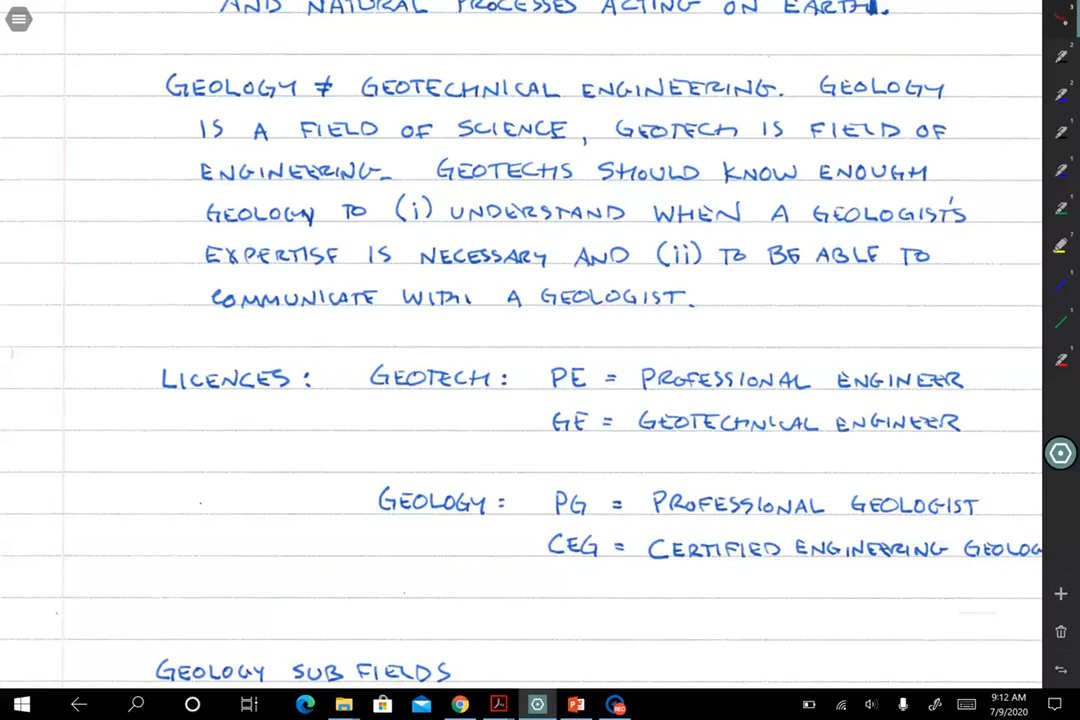 AND NATURAL PROCESSES ACTING ON EARTH.
GEOLOGY ≠ GEOTECHNICAL ENGINEERING. GEOLOGY
IS A FIELD OF SCIENCE, GEOTECH IS FIELD OF
ENGINEERING. GEOTECHS SHOULD KNOW ENOUGH
GEOLOGY TO (i) UNDERSTAND WHEN A GEOLOGIST'S
EXPERTISE IS NECESSARY AND (ii) TO BE ABLE TO
COMMUNICATE WITH A GEOLOGIST.
LICENCES: GEOTECH: PE = PROFESSIONAL ENGINEER
GE = GEOTECHNICAL ENGINEER
GEOLOGY: PG = PROFESSIONAL GEOLOGIST
CEG = CERTIFIED ENGINEERING GEOLOG
GEOLOGY SUB FIELDS
9:12 AM
7/9/2020